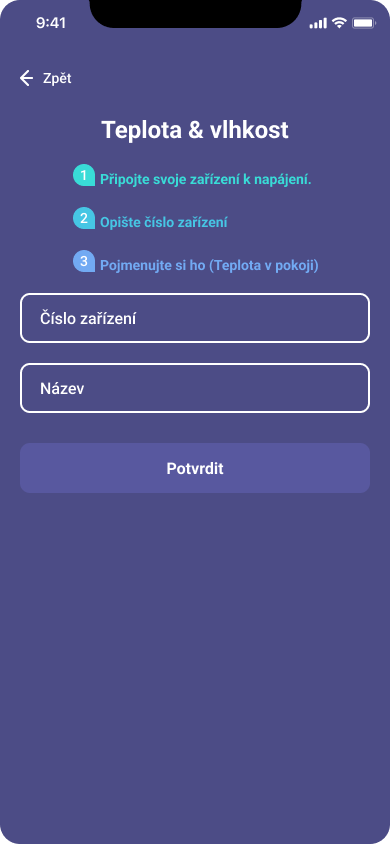 9:41
Zpět
Teplota & vlhkost
1 Připojte svoje zařízení k napájení.
2 Opište číslo zařízení
3 Pojmenujte si ho (Teplota v pokoji)
Číslo zařízení
Název
Potvrdit